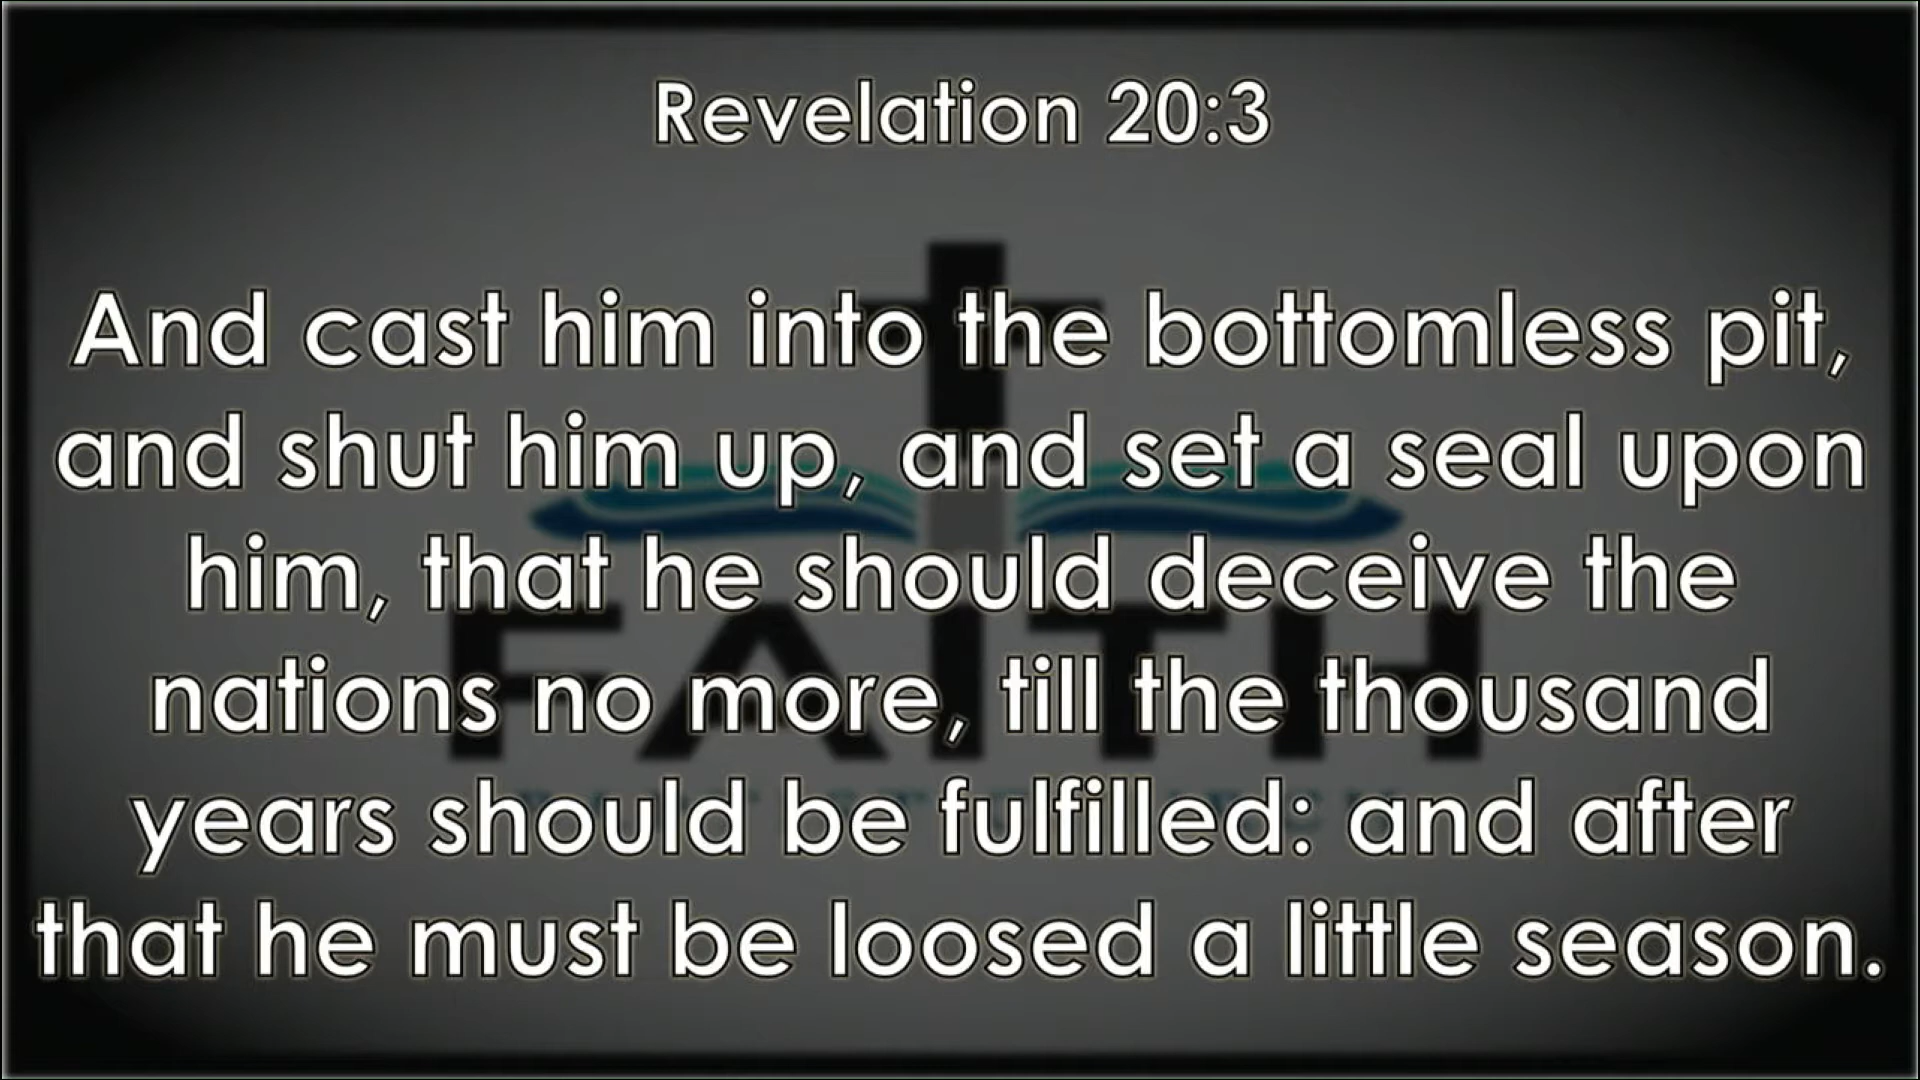 Revelation 20:3
And cast him into the bottomless pit,
and shut him up, and set a seal upon
him, that he should deceive the
nations no more, till the thousand
years should be fulfilled: and after
that he must be loosed a little season.
FAITH